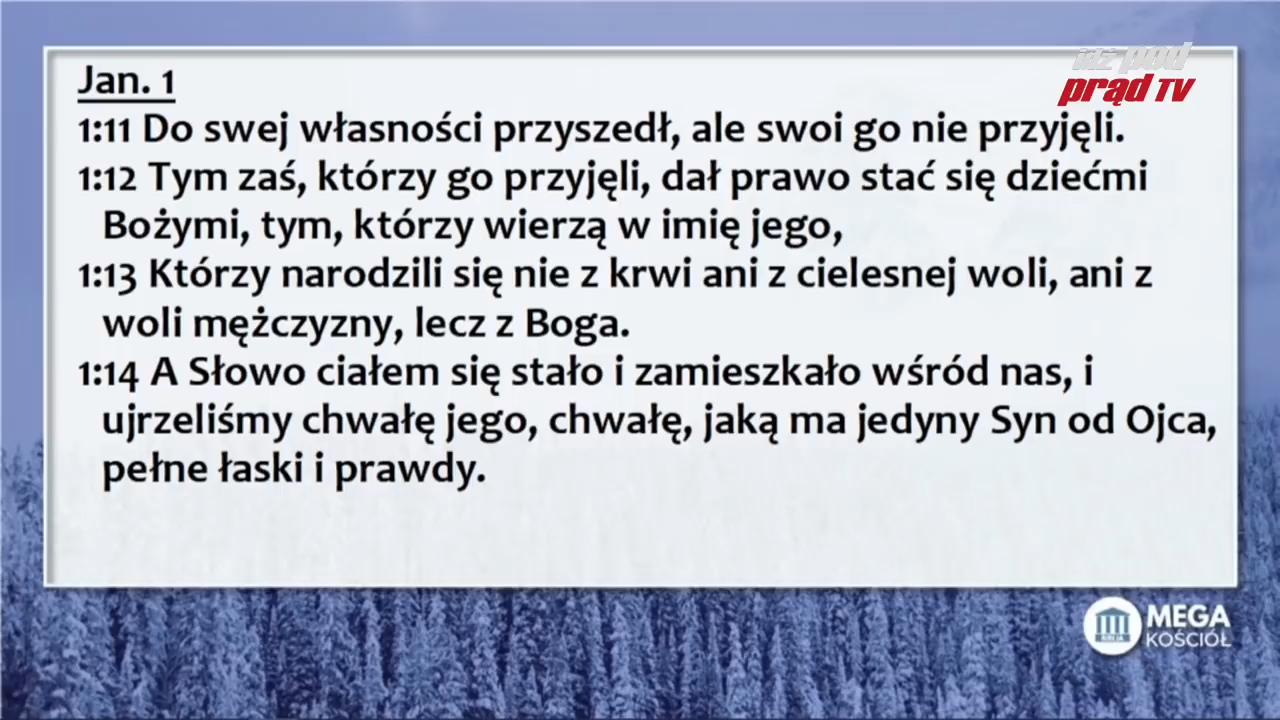 idź pod
prąd TV
Jan. 1
1:11 Do swej własności przyszedł, ale swoi go nie przyjęli.
1:12 Tym zaś, którzy go przyjęli, dał prawo stać się dziećmi
Bożymi, tym, którzy wierzą w imię jego,
1:13 Którzy narodzili się nie z krwi ani z cielesnej woli, ani z
woli mężczyzny, lecz z Boga.
1:14 A Słowo ciałem się stało i zamieszkało wśród nas, i
ujrzeliśmy chwałę jego, chwałę, jaką ma jedyny Syn od Ojca,
pełne łaski i prawdy.
BIBLIA
MEGA
KOŚCIÓŁ